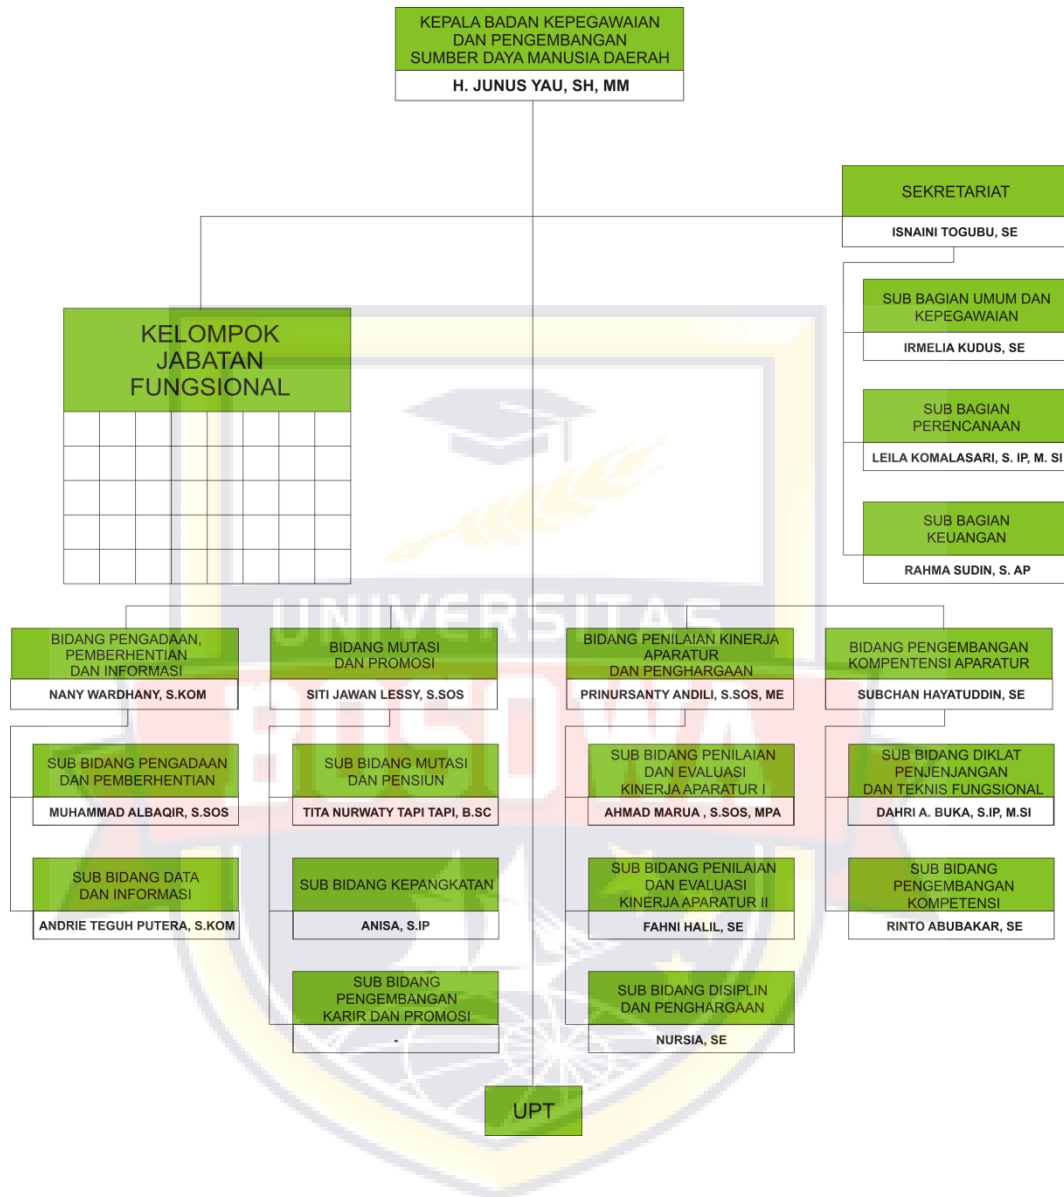 KEPALA BADAN KEPEGAWAIAN
DAN PENGEMBANGAN
SUMBER DAYA MANUSIA DAERAH
H. JUNUS YAU, SH, MM
SEKRETARIAT
ISNAINI TOGUBU, SE
SUB BAGIAN UMUM DAN
KEPEGAWAIAN
IRMELIA KUDUS, SE
SUB BAGIAN
PERENCANAAN
LEILA KOMALASARI, S. IP, M. SI
SUB BAGIAN
KEUANGAN
RAHMA SUDIN, S. AP
KELOMPOK
JABATAN
FUNGSIONAL
UNIVERSITAS
BOSOWA
BIDANG PENGADAAN,
PEMBERHENTIAN
DAN INFORMASI
NANY WARDHANY, S.KOM
SUB BIDANG PENGADAAN
DAN PEMBERHENTIAN
MUHAMMAD ALBAQIR, S.SOS
SUB BIDANG DATA
DAN INFORMASI
ANDRIE TEGUH PUTERA, S.KOM
BIDANG MUTASI
DAN PROMOSI
SITI JAWAN LESSY, S.SOS
SUB BIDANG MUTASI
DAN PENSIUN
TITA NURWATY TAPI TAPI, B.SC
SUB BIDANG KEPANGKATAN
ANISA, S.IP
SUB BIDANG
PENGEMBANGAN
KARIR DAN PROMOSI
-
BIDANG PENILAIAN KINERJA
APARATUR
DAN PENGHARGAAN
PRINURSANTY ANDILI, S.SOS, ME
SUB BIDANG PENILAIAN
DAN EVALUASI
KINERJA APARATUR I
AHMAD MARUA , S.SOS, MPA
SUB BIDANG PENILAIAN
DAN EVALUASI
KINERJA APARATUR II
FAHNI HALIL, SE
SUB BIDANG DISIPLIN
DAN PENGHARGAAN
NURSIA, SE
BIDANG PENGEMBANGAN
KOMPENTENSI APARATUR
SUBCHAN HAYATUDDIN, SE
SUB BIDANG DIKLAT
PENJENJANGAN
DAN TEKNIS FUNGSIONAL
DAHRI A. BUKA, S.IP, M.SI
SUB BIDANG
PENGEMBANGAN
KOMPETENSI
RINTO ABUBAKAR, SE
UPT